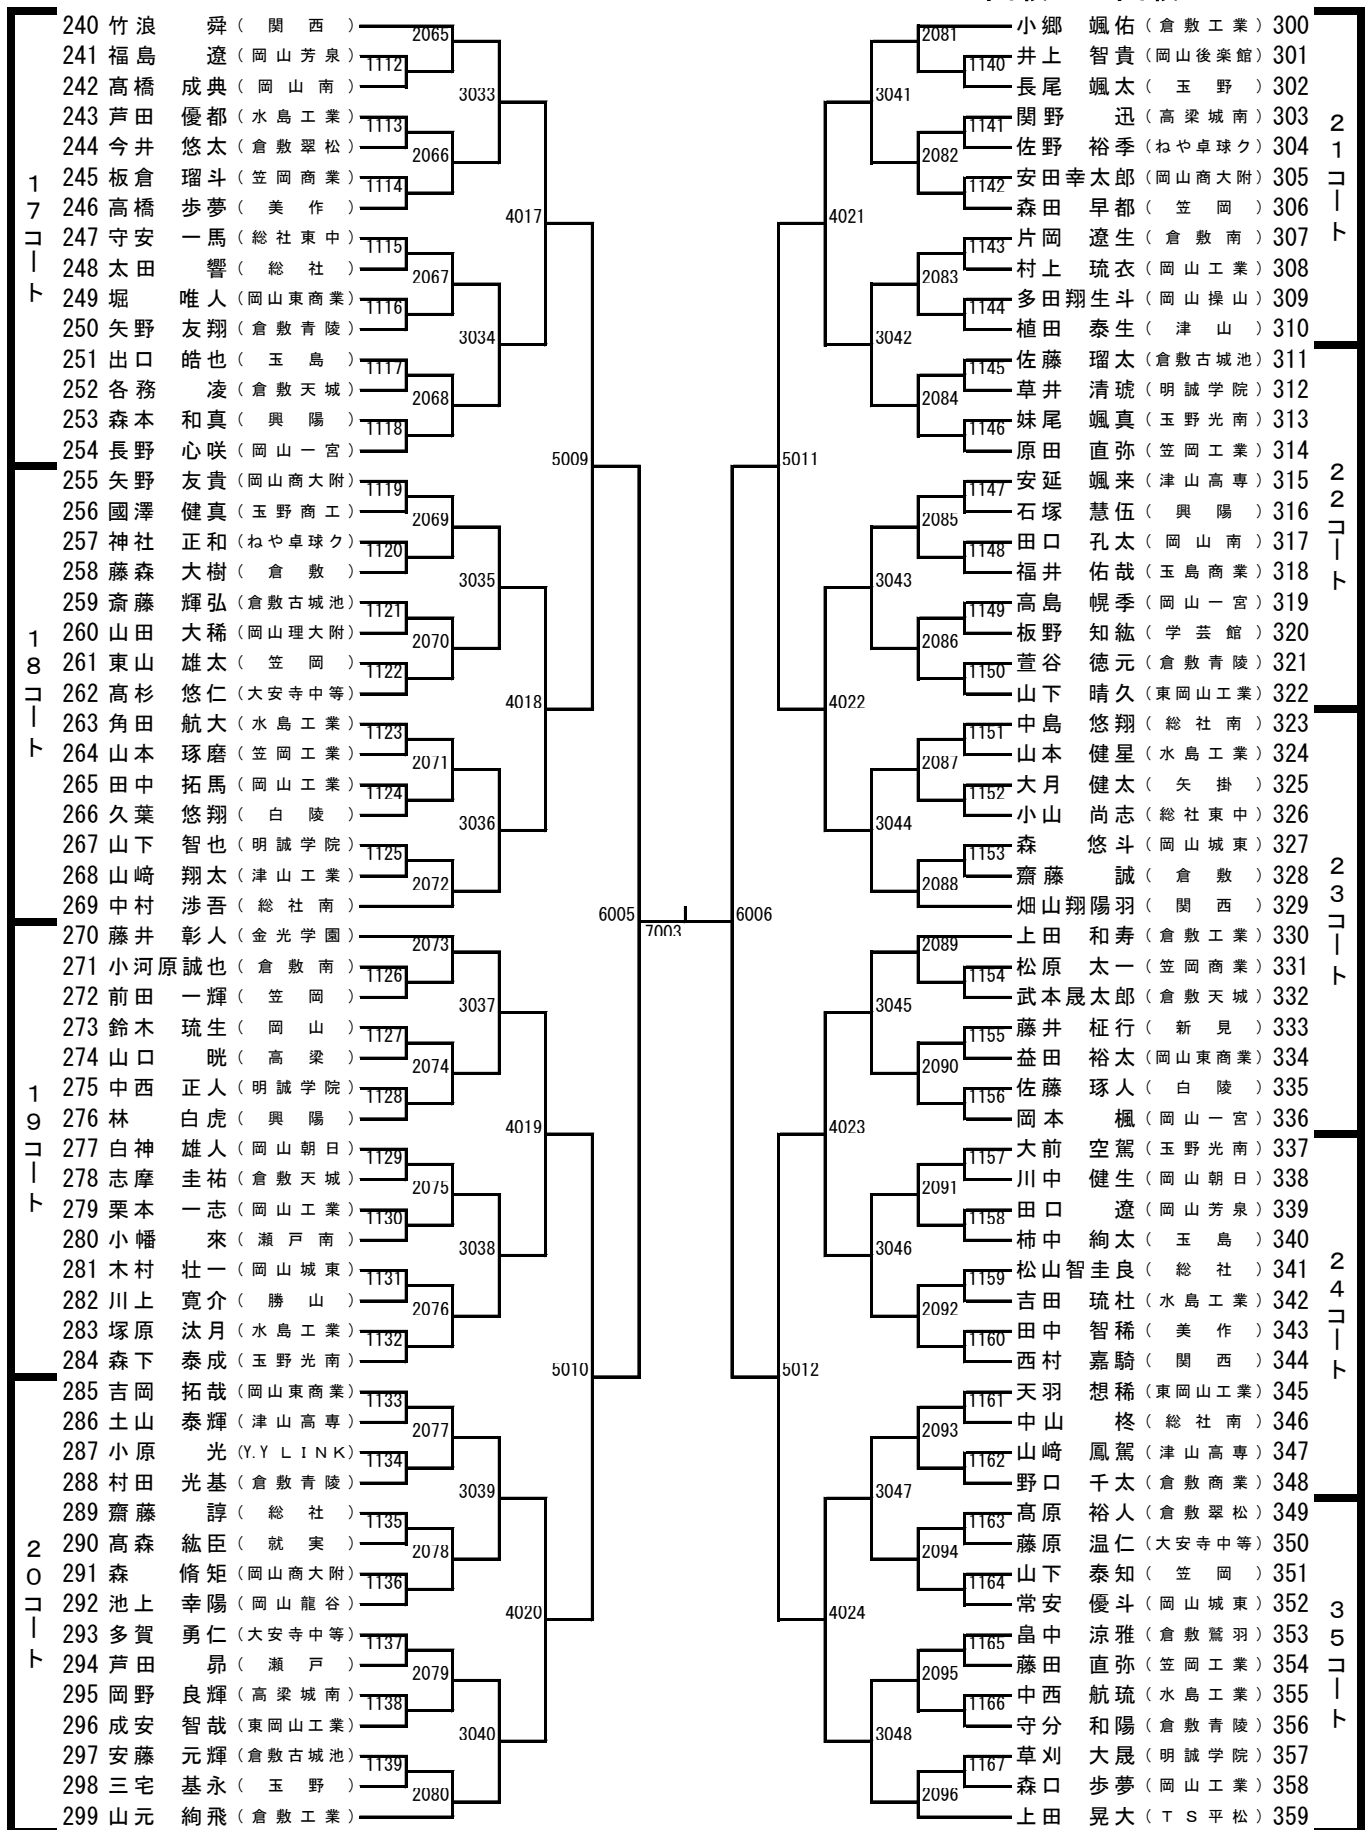 240 竹浪 舜 (関西)
241 福島 遼 (岡山芳泉)
242 髙橋 成典 (岡山南)
243 芦田 優都 (水島工業)
244 今井 悠太 (倉敷翠松)
245 板倉 瑠斗 (笠岡商業)
246 高橋 歩夢 (美作)
247 守安 一馬 (総社東中)
248 太田 響 (総社)
249 堀 唯人 (岡山東商業)
250 矢野 友翔 (倉敷青陵)
251 出口 皓也 (玉島)
252 各務 凌 (倉敷天城)
253 森本 和真 (興陽)
254 長野 心咲 (岡山一宮)
255 矢野 友貴 (岡山商大附)
256 國澤 健真 (玉野商工)
257 神社 正和 (ねや卓球ク)
258 藤森 大樹 (倉敷)
259 斎藤 輝弘 (倉敷古城池)
260 山田 大稀 (岡山理大附)
261 東山 雄太 (笠岡)
262 髙杉 悠仁 (大安寺中等)
263 角田 航大 (水島工業)
264 山本 琢磨 (笠岡工業)
265 田中 拓馬 (岡山工業)
266 久葉 悠翔 (白陵)
267 山下 智也 (明誠学院)
268 山﨑 翔太 (津山工業)
269 中村 渉吾 (総社南)
270 藤井 彰人 (金光学園)
271 小河原誠也 (倉敷南)
272 前田 一輝 (笠岡)
273 鈴木 琉生 (岡山)
274 山口 晄 (高梁)
275 中西 正人 (明誠学院)
276 林 白虎 (興陽)
277 白神 雄人 (岡山朝日)
278 志摩 圭祐 (倉敷天城)
279 栗本 一志 (岡山工業)
280 小幡 來 (瀬戸南)
281 木村 壮一 (岡山城東)
282 川上 寛介 (勝山)
283 塚原 汰月 (水島工業)
284 森下 泰成 (玉野光南)
285 吉岡 拓哉 (岡山東商業)
286 土山 泰輝 (津山高専)
287 小原 光 (Y.Y LINK)
288 村田 光基 (倉敷青陵)
289 齋藤 諄 (総社)
290 髙森 紘臣 (就実)
291 森 脩矩 (岡山商大附)
292 池上 幸陽 (岡山龍谷)
293 多賀 勇仁 (大安寺中等)
294 芦田 昴 (瀬戸)
295 岡野 良輝 (高梁城南)
296 成安 智哉 (東岡山工業)
297 安藤 元輝 (倉敷古城池)
298 三宅 基永 (玉野)
299 山元 絢飛 (倉敷工業)
17コート
18コート
19コート
20コート
1112
1113
1114
1115
1116
1117
1118
1119
1120
1121
1122
1123
1124
1125
1126
1127
1128
1129
1130
1131
1132
1133
1134
1135
1136
1137
1138
1139
2065
2066
2067
2068
2069
2070
2071
2072
2073
2074
2075
2076
2077
2078
2079
2080
3033
3034
3035
3036
3037
3038
3039
3040
4017
4018
4019
4020
5009
5010
6005
7003
6006
5011
5012
4021
4022
4023
4024
3041
3042
3043
3044
3045
3046
3047
3048
2081
2082
2083
2084
2085
2086
2087
2088
2089
2090
2091
2092
2093
2094
2095
2096
1140
1141
1142
1143
1144
1145
1146
1147
1148
1149
1150
1151
1152
1153
1154
1155
1156
1157
1158
1159
1160
1161
1162
1163
1164
1165
1166
1167
小郷 颯佑 (倉敷工業) 300
井上 智貴 (岡山後楽館) 301
長尾 颯太 (玉野) 302
関野 迅 (高梁城南) 303
佐野 裕季 (ねや卓球ク) 304
安田幸太郎 (岡山商大附) 305
森田 早都 (笠岡) 306
片岡 遼生 (倉敷南) 307
村上 琉衣 (岡山工業) 308
多田翔生斗 (岡山操山) 309
植田 泰生 (津山) 310
佐藤 瑠太 (倉敷古城池) 311
草井 清琥 (明誠学院) 312
妹尾 颯真 (玉野光南) 313
原田 直弥 (笠岡工業) 314
安延 颯来 (津山高専) 315
石塚 慧伍 (興陽) 316
田口 孔太 (岡山南) 317
福井 佑哉 (玉島商業) 318
高島 幌季 (岡山一宮) 319
板野 知紘 (学芸館) 320
萱谷 徳元 (倉敷青陵) 321
山下 晴久 (東岡山工業) 322
中島 悠翔 (総社南) 323
山本 健星 (水島工業) 324
大月 健太 (矢掛) 325
小山 尚志 (総社東中) 326
森 悠斗 (岡山城東) 327
齋藤 誠 (倉敷) 328
畑山翔陽羽 (関西) 329
上田 和寿 (倉敷工業) 330
松原 太一 (笠岡商業) 331
武本晟太郎 (倉敷天城) 332
藤井 柾行 (新見) 333
益田 裕太 (岡山東商業) 334
佐藤 琢人 (白陵) 335
岡本 楓 (岡山一宮) 336
大前 空駕 (玉野光南) 337
川中 健生 (岡山朝日) 338
田口 遼 (岡山芳泉) 339
柿中 絢太 (玉島) 340
松山智圭良 (総社) 341
吉田 琉杜 (水島工業) 342
田中 智稀 (美作) 343
西村 嘉騎 (関西) 344
天羽 想稀 (東岡山工業) 345
中山 柊 (総社南) 346
山﨑 鳳駕 (津山高専) 347
野口 千太 (倉敷商業) 348
髙原 裕人 (倉敷翠松) 349
藤原 温仁 (大安寺中等) 350
山下 泰知 (笠岡) 351
常安 優斗 (岡山城東) 352
畠中 涼雅 (倉敷鷲羽) 353
藤田 直弥 (笠岡工業) 354
中西 航琉 (水島工業) 355
守分 和陽 (倉敷青陵) 356
草刈 大晟 (明誠学院) 357
森口 歩夢 (岡山工業) 358
上田 晃大 (TS平松) 359
21コート
22コート
23コート
24コート
35コート